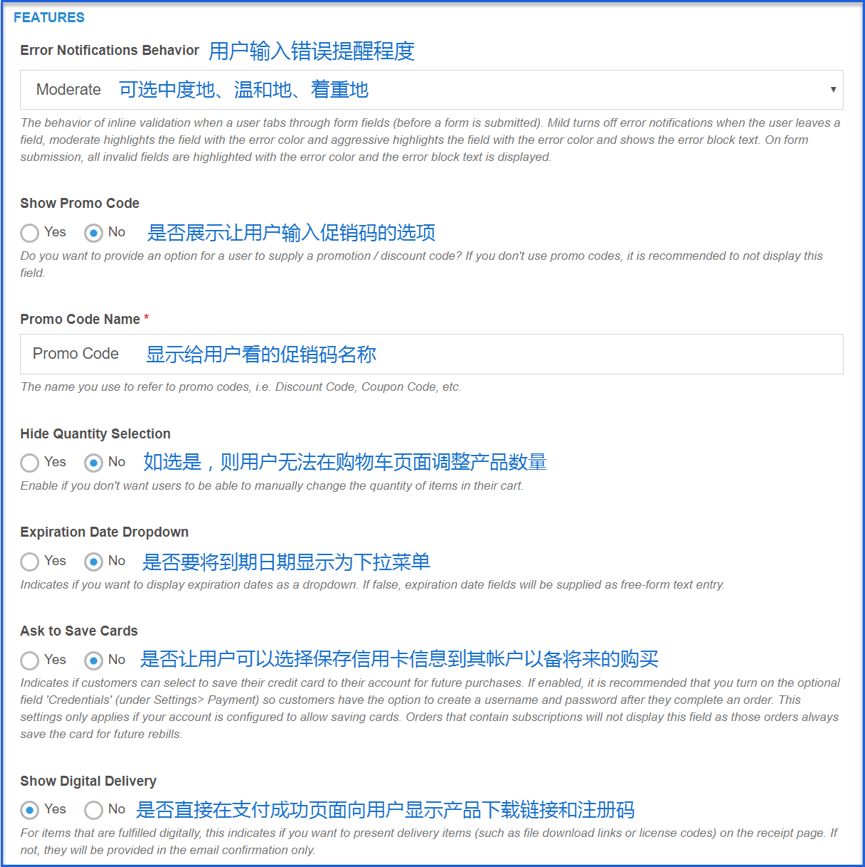 FEATURES
Error Notifications Behavior 用户输入错误提醒程度
Moderate 可选中度地、温和地、着重地
The behavior of inline validation when a user tabs through form fields (before a form is submitted). Mild turns off error notifications when the user leaves a
field, moderate highlights the field with the error color and aggressive highlights the field with the error color and shows the error block text. On form
submission, all invalid fields are highlighted with the error color and the error block text is displayed.
Show Promo Code
Yes No 是否展示让用户输入促销码的选项
Do you want to provide an option for a user to supply a promotion / discount code? If you don't use promo codes, it is recommended to not display this
field.
Promo Code Name *
Promo Code 显示给用户看的促销码名称
The name you use to refer to promo codes, i.e. Discount Code, Coupon Code, etc.
Hide Quantity Selection
Yes No 如选是，则用户无法在购物车页面调整产品数量
Enable if you don't want users to be able to manually change the quantity of items in their cart.
Expiration Date Dropdown
Yes No 是否要将到期日期显示为下拉菜单
Indicates if you want to display expiration dates as a dropdown. If false, expiration date fields will be supplied as free-form text entry.
Ask to Save Cards
Yes No 是否让用户可以选择保存信用卡信息到其帐户以备将来的购买
Indicates if customers can select to save their credit card to their account for future purchases. If enabled, it is recommended that you turn on the optional
field 'Credentials' (under Settings> Payment) so customers have the option to create a username and password after they complete an order. This
settings only applies if your account is configured to allow saving cards. Orders that contain subscriptions will not display this field as those orders always
save the card for future rebills.
Show Digital Delivery
Yes No 是否直接在支付成功页面向用户显示产品下载链接和注册码
For items that are fulfilled digitally, this indicates if you want to present delivery items (such as file download links or license codes) on the receipt page. If
not, they will be provided in the email confirmation only.